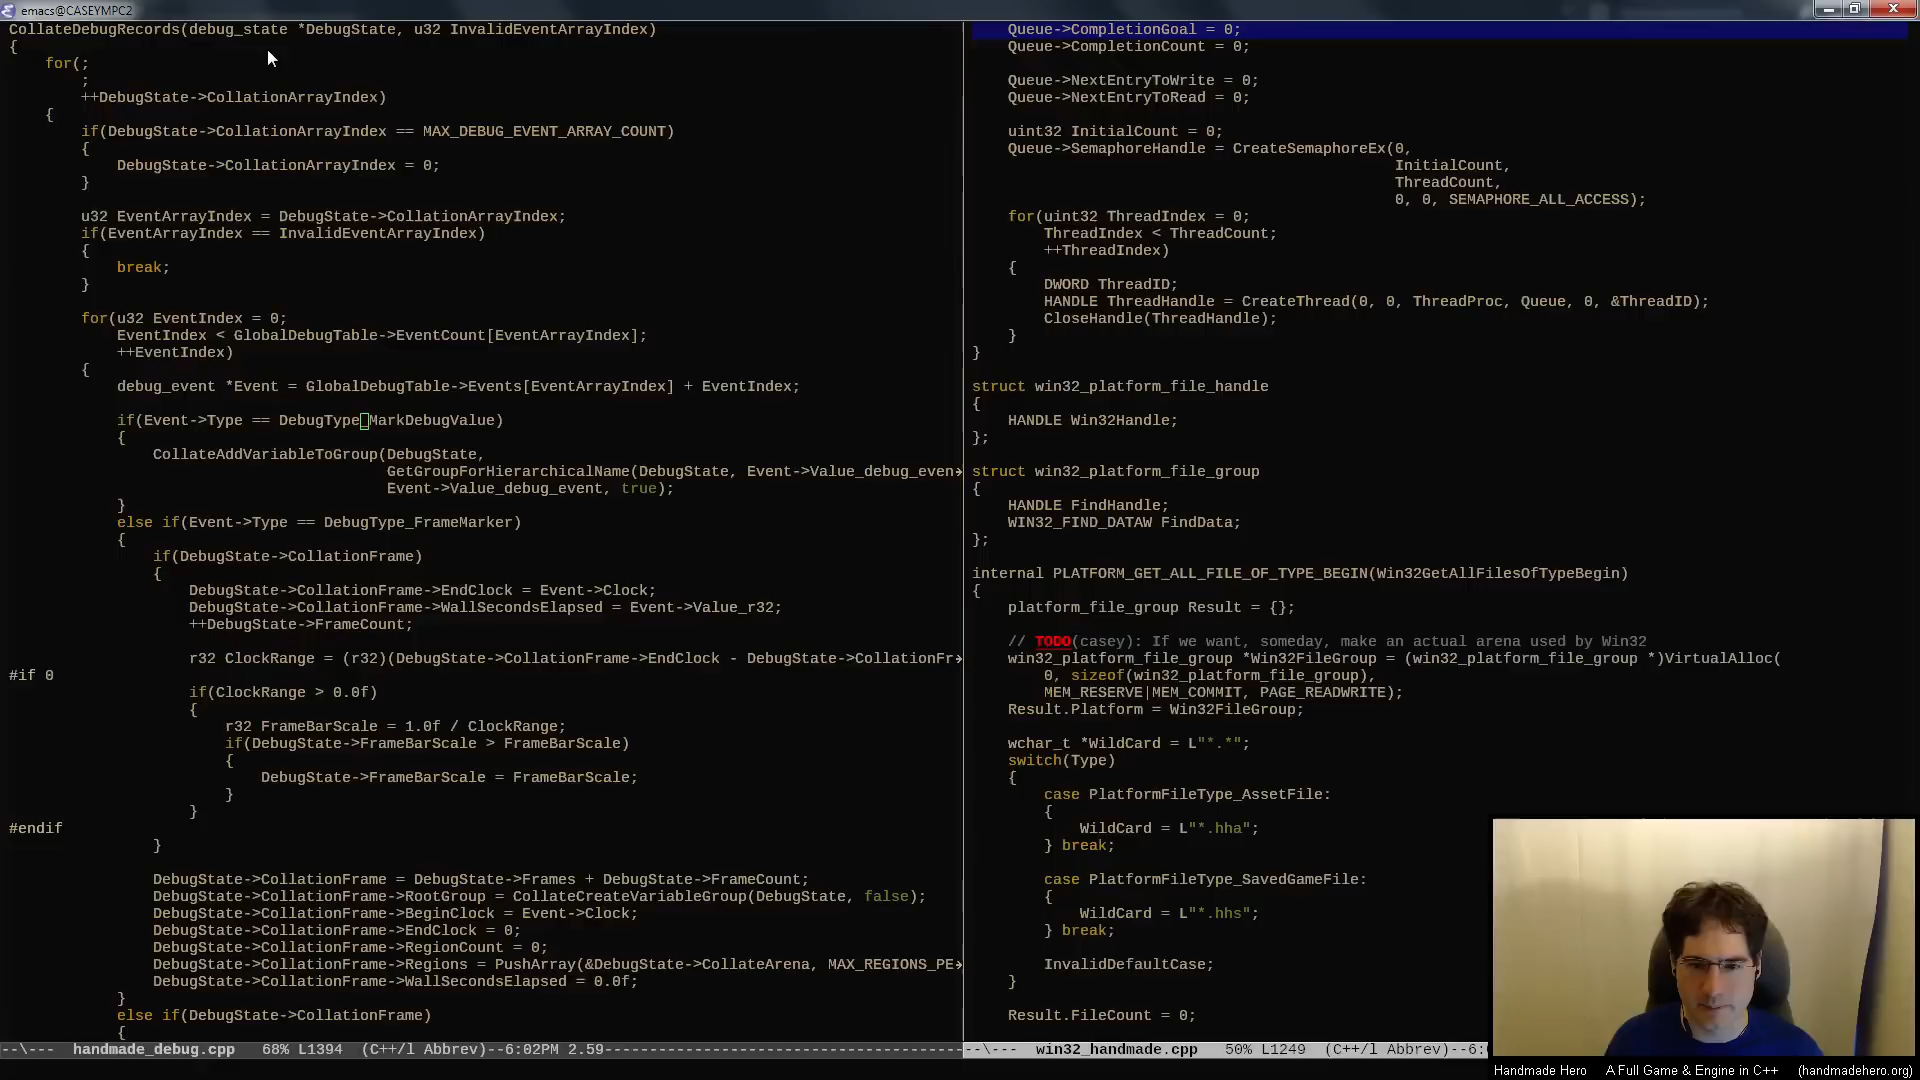 emacs@CASEYMPC2
CollateDebugRecords(debug_state *DebugState, u32 InvalidEventArrayIndex)
{
for(;
;
++DebugState->CollationArrayIndex)
{
if(DebugState->CollationArrayIndex == MAX_DEBUG_EVENT_ARRAY_COUNT)
{
DebugState->CollationArrayIndex = 0;
}
u32 EventArrayIndex = DebugState->CollationArrayIndex;
if(EventArrayIndex == InvalidEventArrayIndex)
{
break;
}
for(u32 EventIndex = 0;
EventIndex < GlobalDebugTable->EventCount[EventArrayIndex];
++EventIndex)
{
debug_event *Event = GlobalDebugTable->Events[EventArrayIndex] + EventIndex;
if(Event->Type == DebugType_MarkDebugValue)
{
CollateAddVariableToGroup(DebugState,
GetGroupForHierarchicalName(DebugState, Event->Value_debug_even
Event->Value_debug_event, true);
}
else if(Event->Type == DebugType_FrameMarker)
{
if(DebugState->CollationFrame)
{
DebugState->CollationFrame->EndClock = Event->Clock;
DebugState->CollationFrame->WallSecondsElapsed = Event->Value_r32;
++DebugState->FrameCount;
r32 ClockRange = (r32)(DebugState->CollationFrame->EndClock - DebugState->CollationFr
#if 0
if(ClockRange > 0.0f)
{
r32 FrameBarScale = 1.0f / ClockRange;
if(DebugState->FrameBarScale > FrameBarScale)
{
DebugState->FrameBarScale = FrameBarScale;
}
}
#endif
}
DebugState->CollationFrame = DebugState->Frames + DebugState->FrameCount;
DebugState->CollationFrame->RootGroup = CollateCreateVariableGroup(DebugState, false);
DebugState->CollationFrame->BeginClock = Event->Clock;
DebugState->CollationFrame->EndClock = 0;
DebugState->CollationFrame->RegionCount = 0;
DebugState->CollationFrame->Regions = PushArray(&DebugState->CollateArena, MAX_REGIONS_PE
DebugState->CollationFrame->WallSecondsElapsed = 0.0f;
}
else if(DebugState->CollationFrame)
{
--\--- handmade_debug.cpp 68% L1394 (C++/l Abbrev)--6:02PM 2.59
Queue->CompletionGoal = 0;
Queue->CompletionCount = 0;
Queue->NextEntryToWrite = 0;
Queue->NextEntryToRead = 0;
uint32 InitialCount = 0;
Queue->SemaphoreHandle = CreateSemaphoreEx(0,
InitialCount,
ThreadCount,
0, 0, SEMAPHORE_ALL_ACCESS);
for(uint32 ThreadIndex = 0;
ThreadIndex < ThreadCount;
++ThreadIndex)
{
DWORD ThreadID;
HANDLE ThreadHandle = CreateThread(0, 0, ThreadProc, Queue, 0, &ThreadID);
CloseHandle(ThreadHandle);
}
}
struct win32_platform_file_handle
{
HANDLE Win32Handle;
};
struct win32_platform_file_group
{
HANDLE FindHandle;
WIN32_FIND_DATAW FindData;
};
internal PLATFORM_GET_ALL_FILE_OF_TYPE_BEGIN(Win32GetAllFilesOfTypeBegin)
{
platform_file_group Result = {};
// TODO(casey): If we want, someday, make an actual arena used by Win32
win32_platform_file_group *Win32FileGroup = (win32_platform_file_group *)VirtualAlloc(
0, sizeof(win32_platform_file_group),
MEM_RESERVE|MEM_COMMIT, PAGE_READWRITE);
Result.Platform = Win32FileGroup;
wchar_t *WildCard = L"*.*";
switch(Type)
{
case PlatformFileType_AssetFile:
{
WildCard = L"*.hha";
} break;
case PlatformFileType_SavedGameFile:
{
WildCard = L"*.hhs";
} break;
InvalidDefaultCase;
}
Result.FileCount = 0;
--\--- win32_handmade.cpp 50% L1249 (C++/l Abbrev)--6:
Handmade Hero A Full Game & Engine in C++ (handmadehero.org)